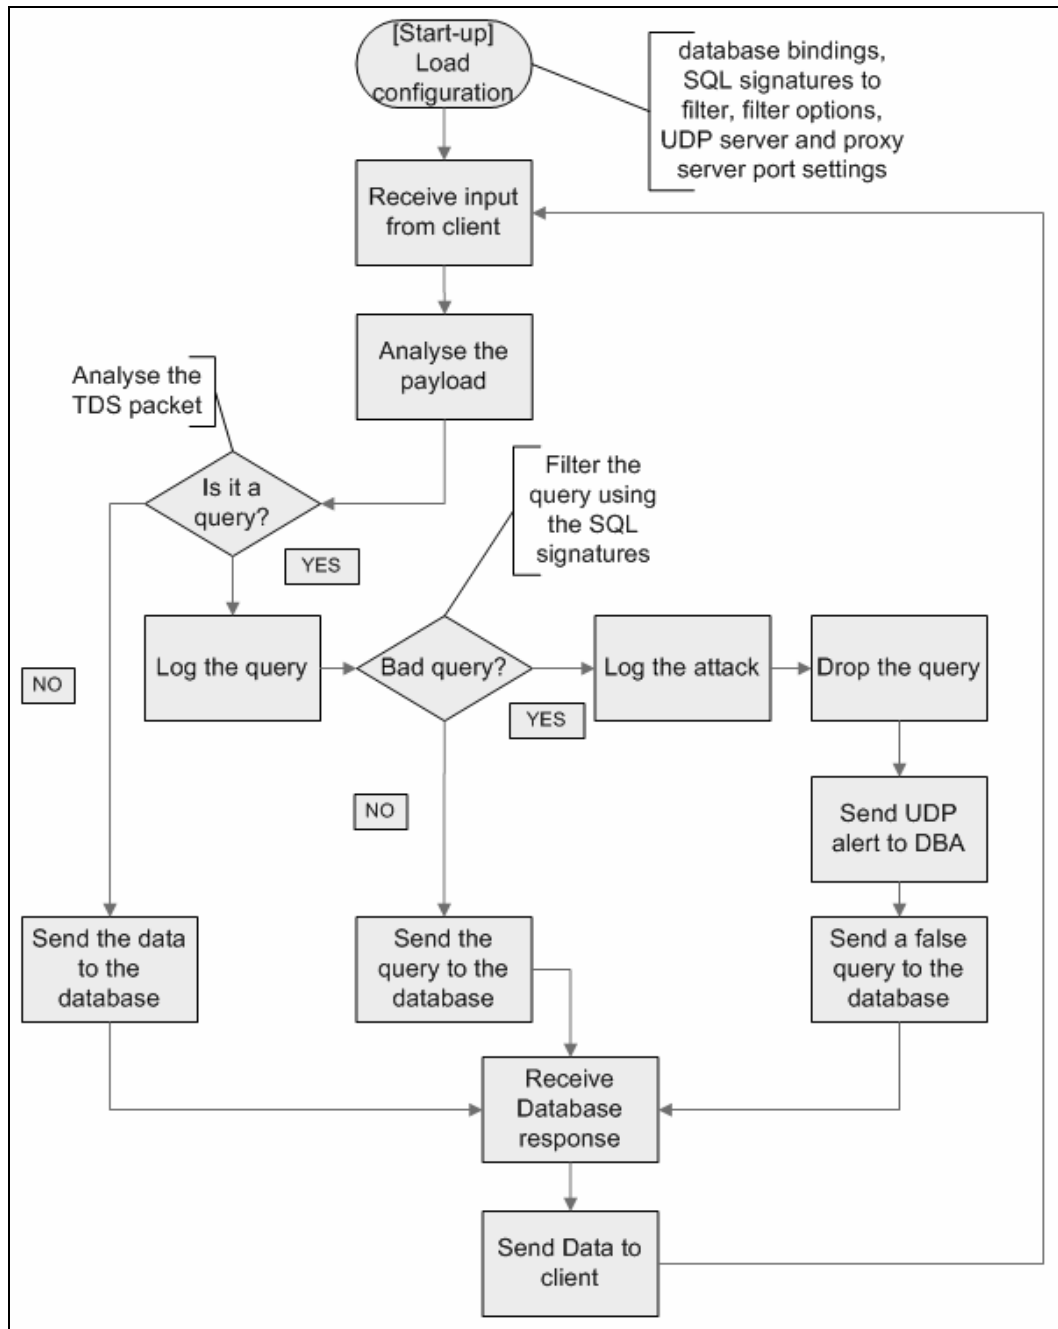 [Start-up]
Load
configuration
database bindings,
SQL signatures to
filter, filter options,
UDP server and proxy
server port settings
Receive input
from client
Analyse the
payload
Analyse the
TDS packet
Is it a
query?
YES
Filter the
query using
the SQL
signatures
Log the query
Bad query?
Log the attack
Drop the query
NO
YES
NO
Send UDP
alert to DBA
Send the data
to the
database
Send the
query to the
database
Send a false
query to the
database
Receive
Database
response
Send Data to
client